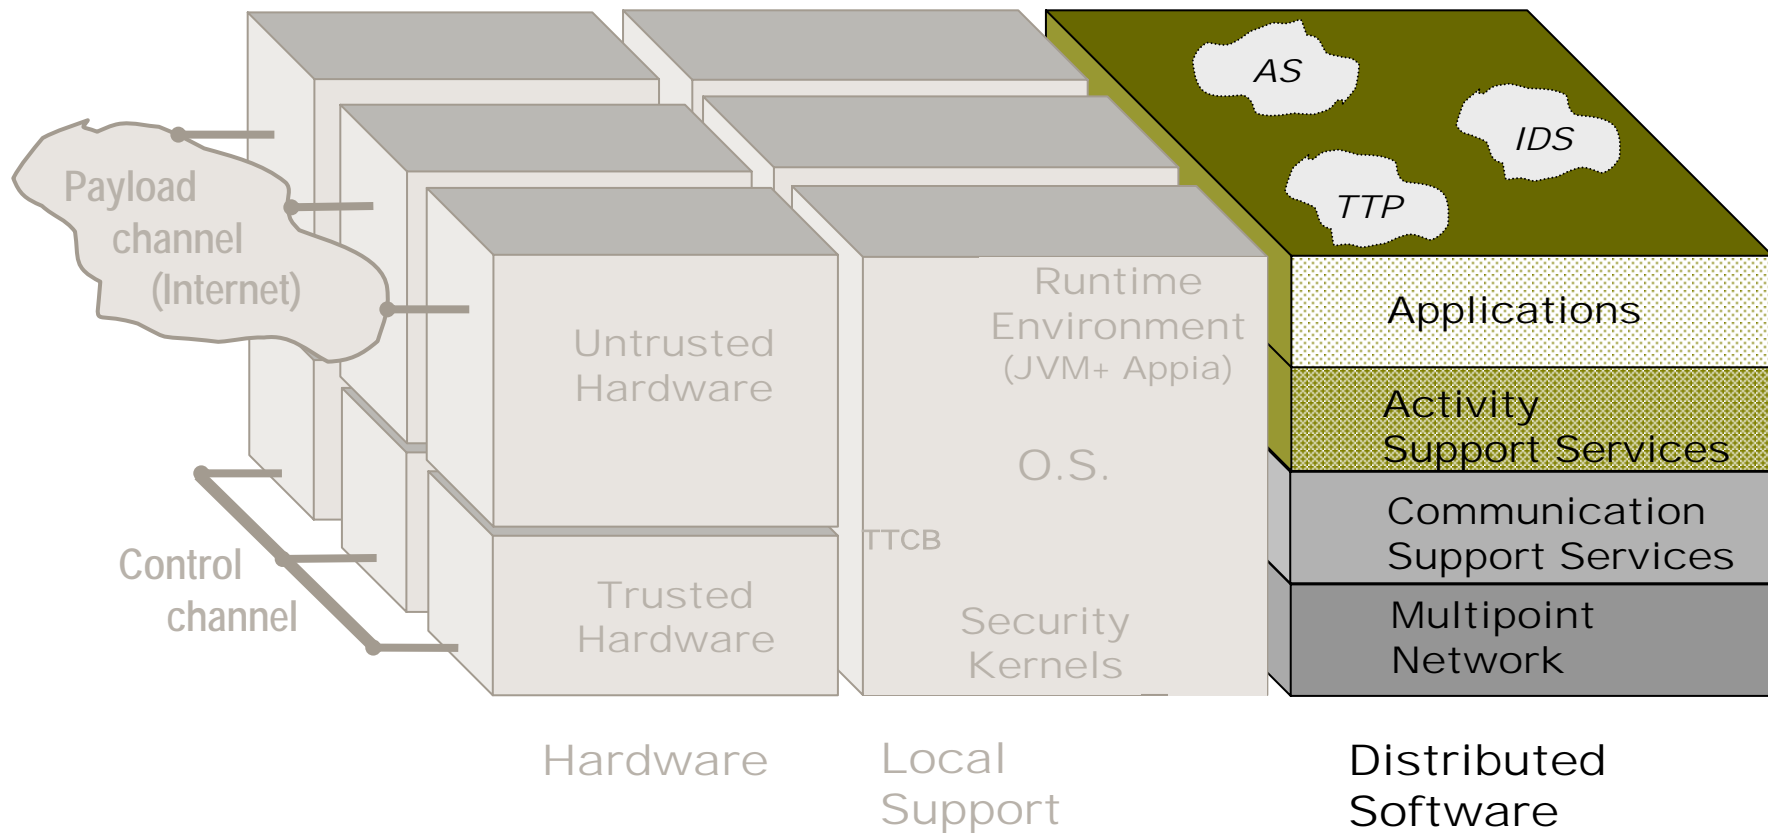 AS
IDS
TTP
Payload
channel
(Internet)
Untrusted
Hardware
Runtime
Environment
(JVM+ Appia)
O.S.
TTCB
Security
Kernels
Applications
Activity
Support Services
Communication
Support Services
Multipoint
Network
Control
channel
Trusted
Hardware
Hardware
Local
Support
Distributed
Software